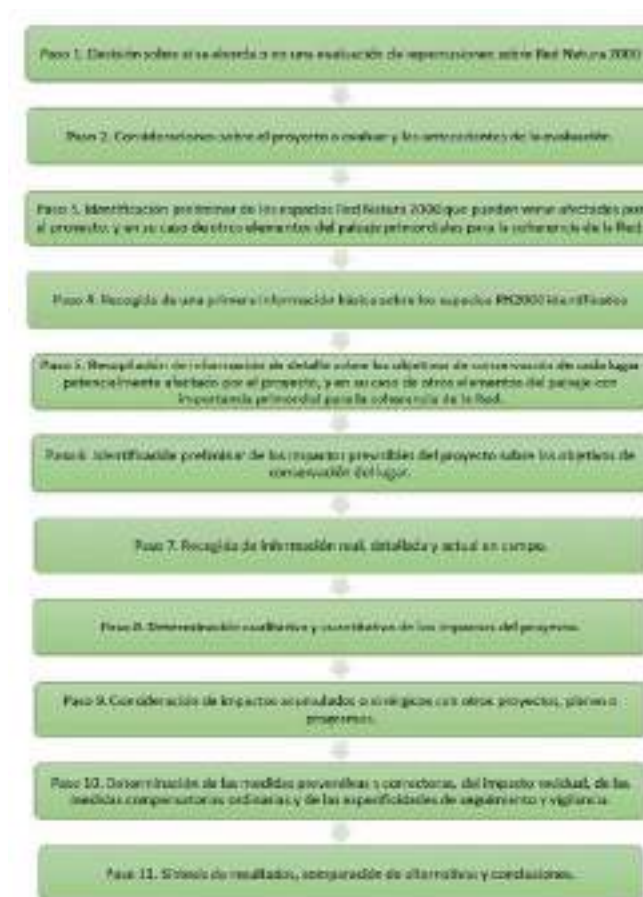 Paso 1. Decisión sobre si se aborda o no una evaluación de repercusiones sobre Red Natura 2000
Paso 2. Consideraciones sobre el proyecto a evaluar y los antecedentes de la evaluación.
Paso 3. Identificación preliminar de los espacios Red Natura 2000 que pueden verse afectados por
el proyecto, y en su caso de otros elementos del paisaje primordiales para la coherencia de la Red.
Paso 4. Recogida de una primera información básica sobre los espacios RN2000 identificados
Paso 5. Recopilación de información de detalle sobre los objetivos de conservación de cada lugar
potencialmente afectado por el proyecto, y en su caso de otros elementos del paisaje con
importancia primordial para la coherencia de la Red.
Paso 6. Identificación preliminar de los impactos previsibles del proyecto sobre los objetivos de
conservación del lugar.
Paso 7. Recogida de información real, detallada y actual en campo.
Paso 8. Determinación cualitativa y cuantitativa de los impactos del proyecto.
Paso 9. Consideración de impactos acumulados o sinérgicos con otros proyectos, planes o
programas.
Paso 10. Determinación de las medidas preventivas y correctoras, del impacto residual, de las
medidas compensatorias ordinarias y de las especificidades de seguimiento y vigilancia.
Paso 11. Síntesis de resultados, comparación de alternativas y conclusiones.